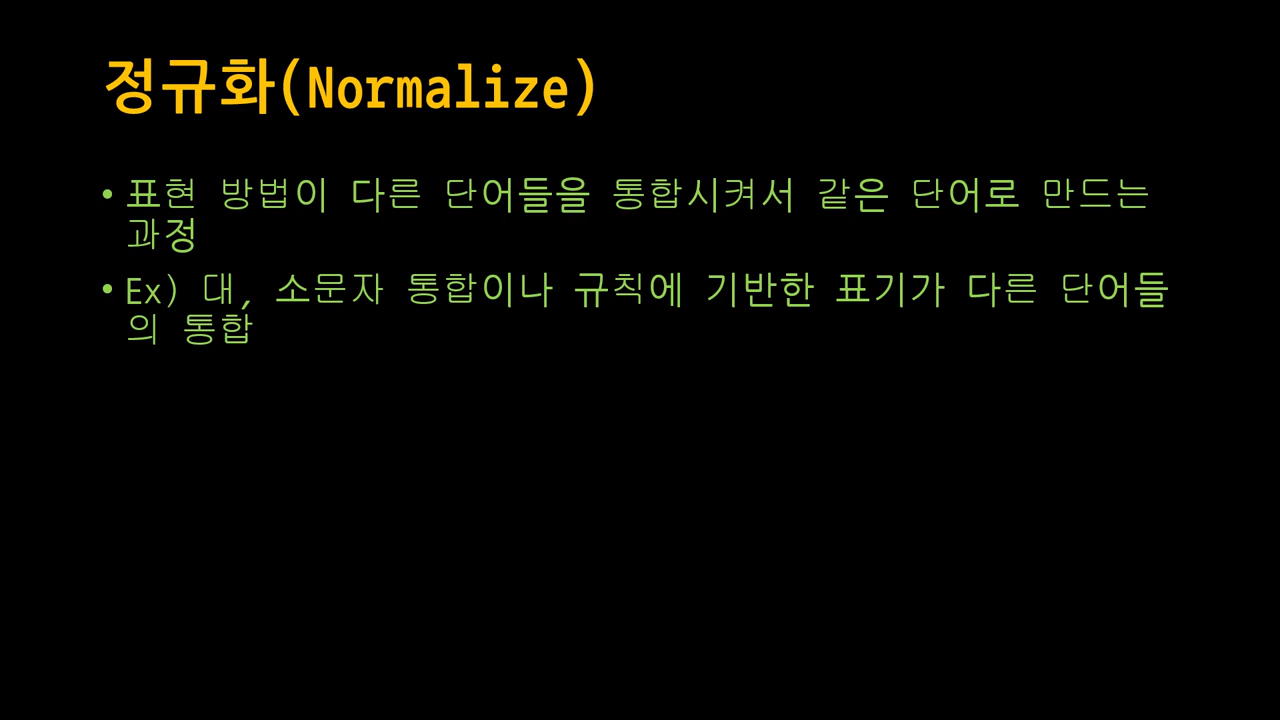 정규화(Normalize)
• 표현 방법이 다른 단어들을 통합시켜서 같은 단어로 만드는
과정
• Ex) 대, 소문자 통합이나 규칙에 기반한 표기가 다른 단어들
의 통합